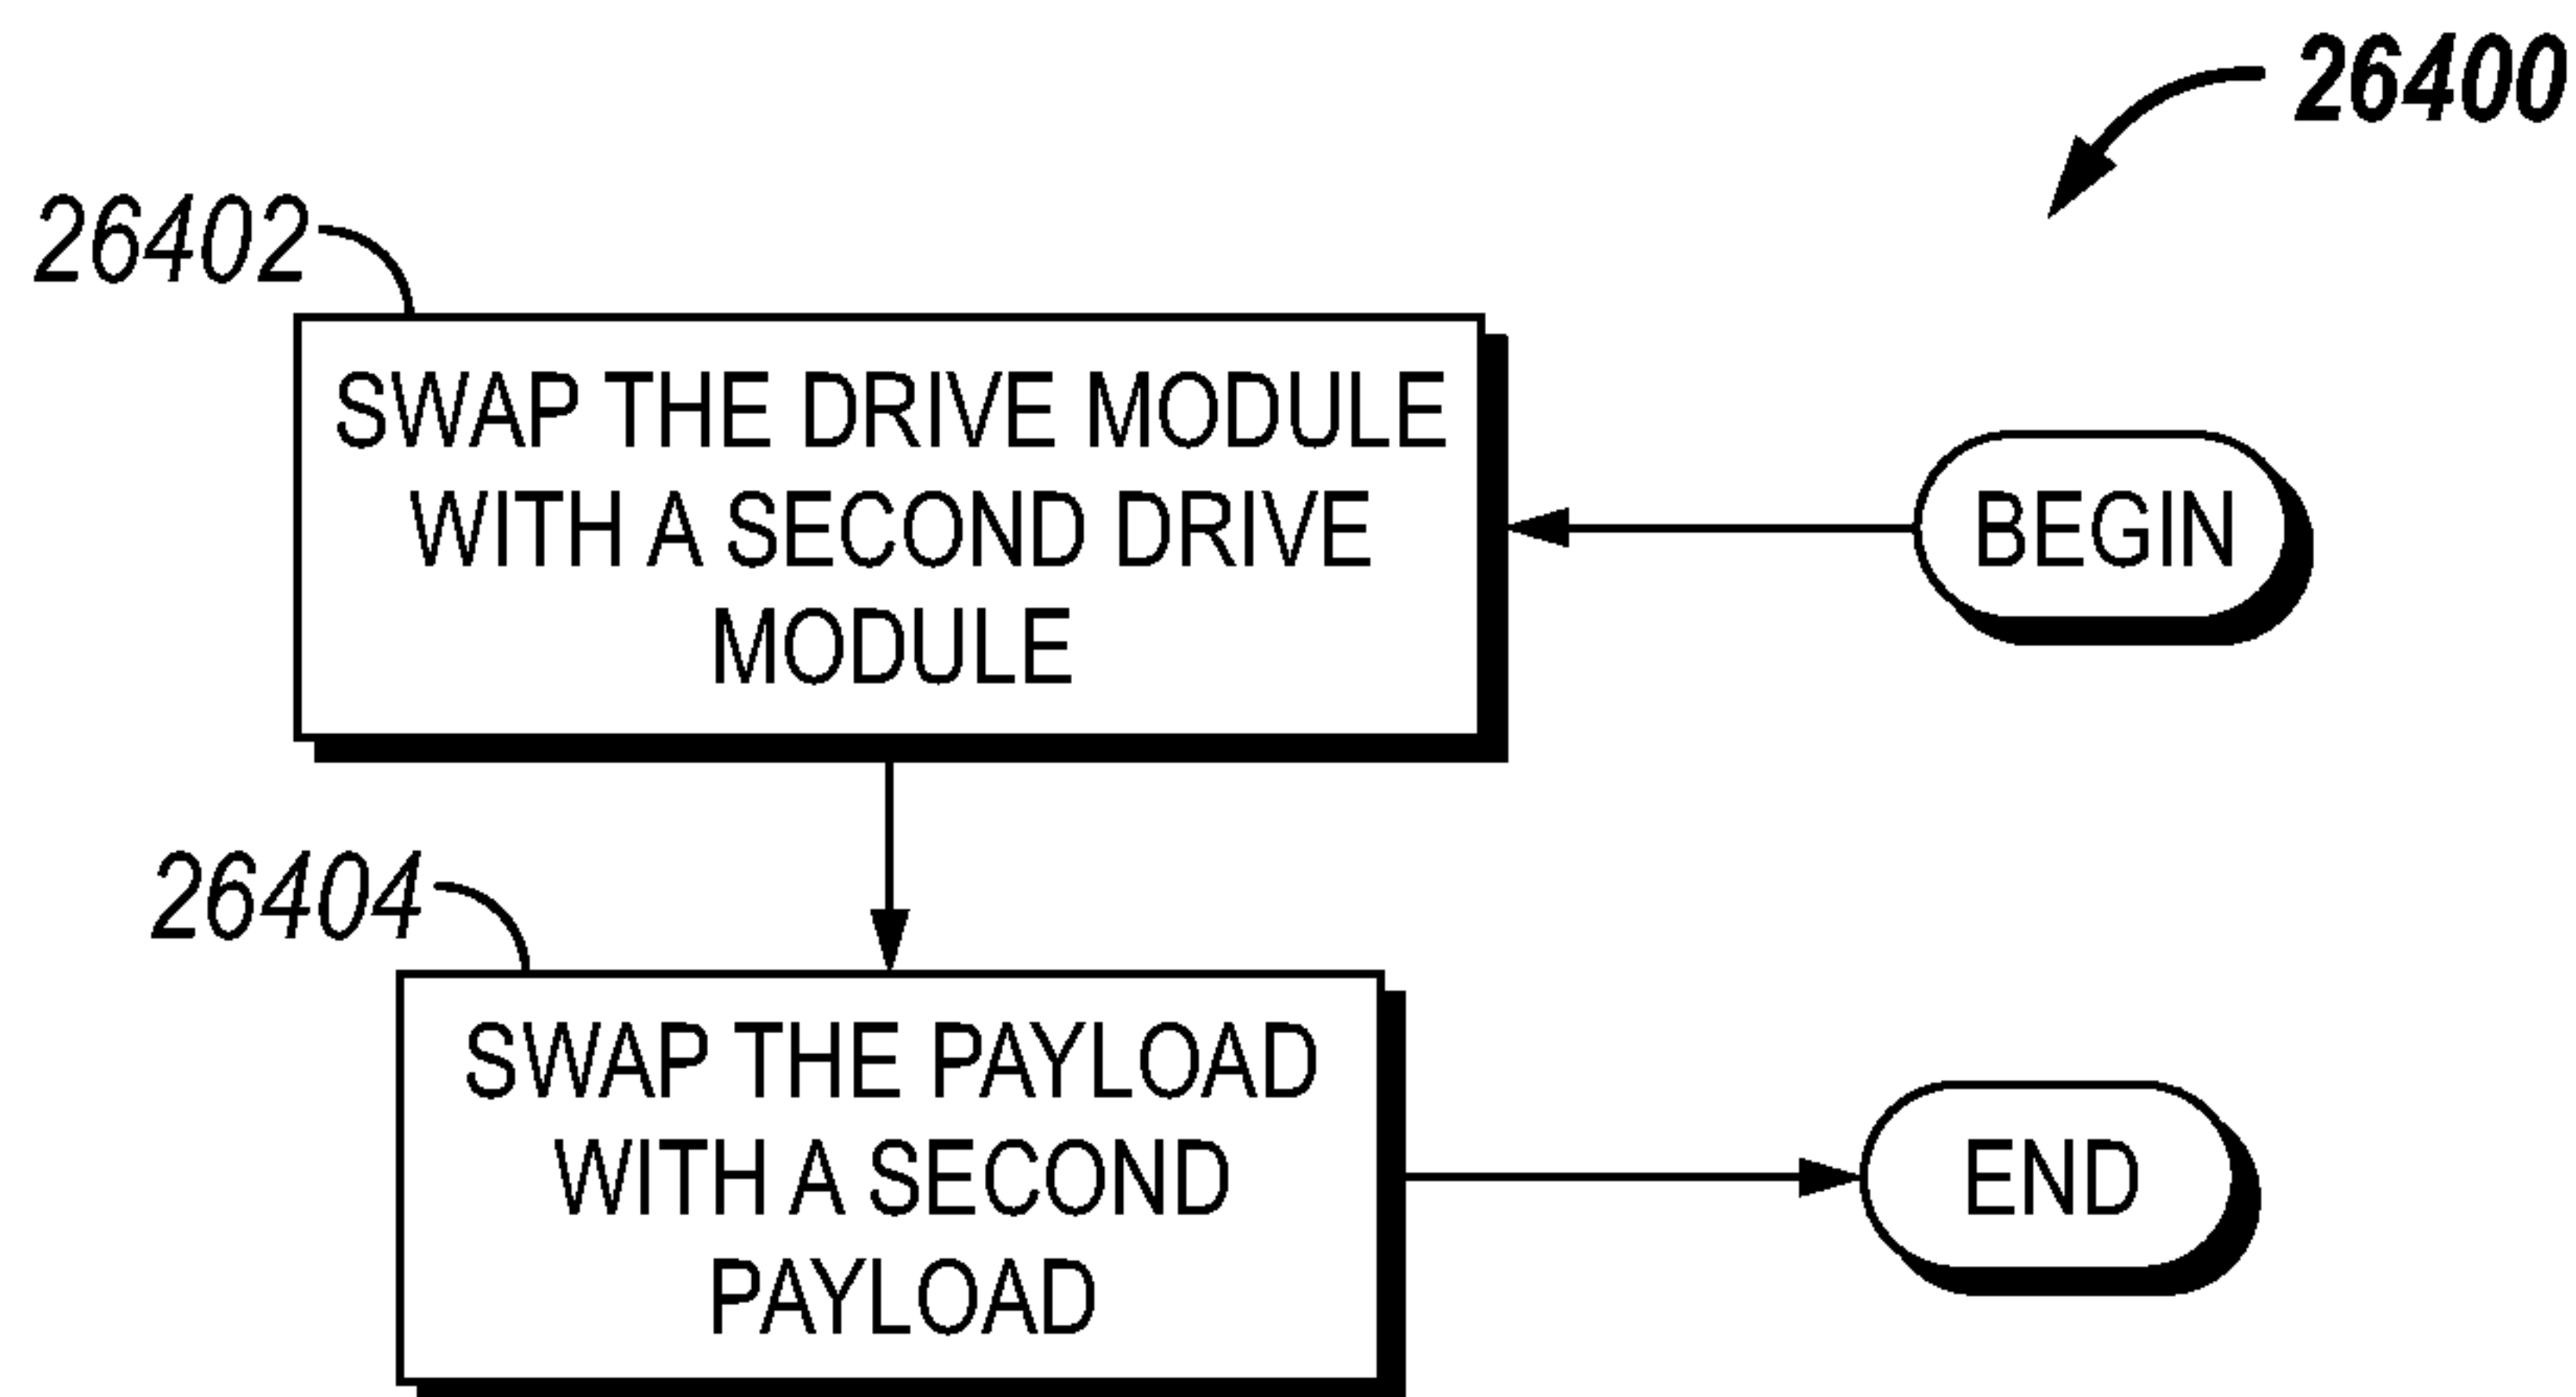 26400
26402
SWAP THE DRIVE MODULE
WITH A SECOND DRIVE
MODULE
BEGIN
26404
SWAP THE PAYLOAD
WITH A SECOND
PAYLOAD
END